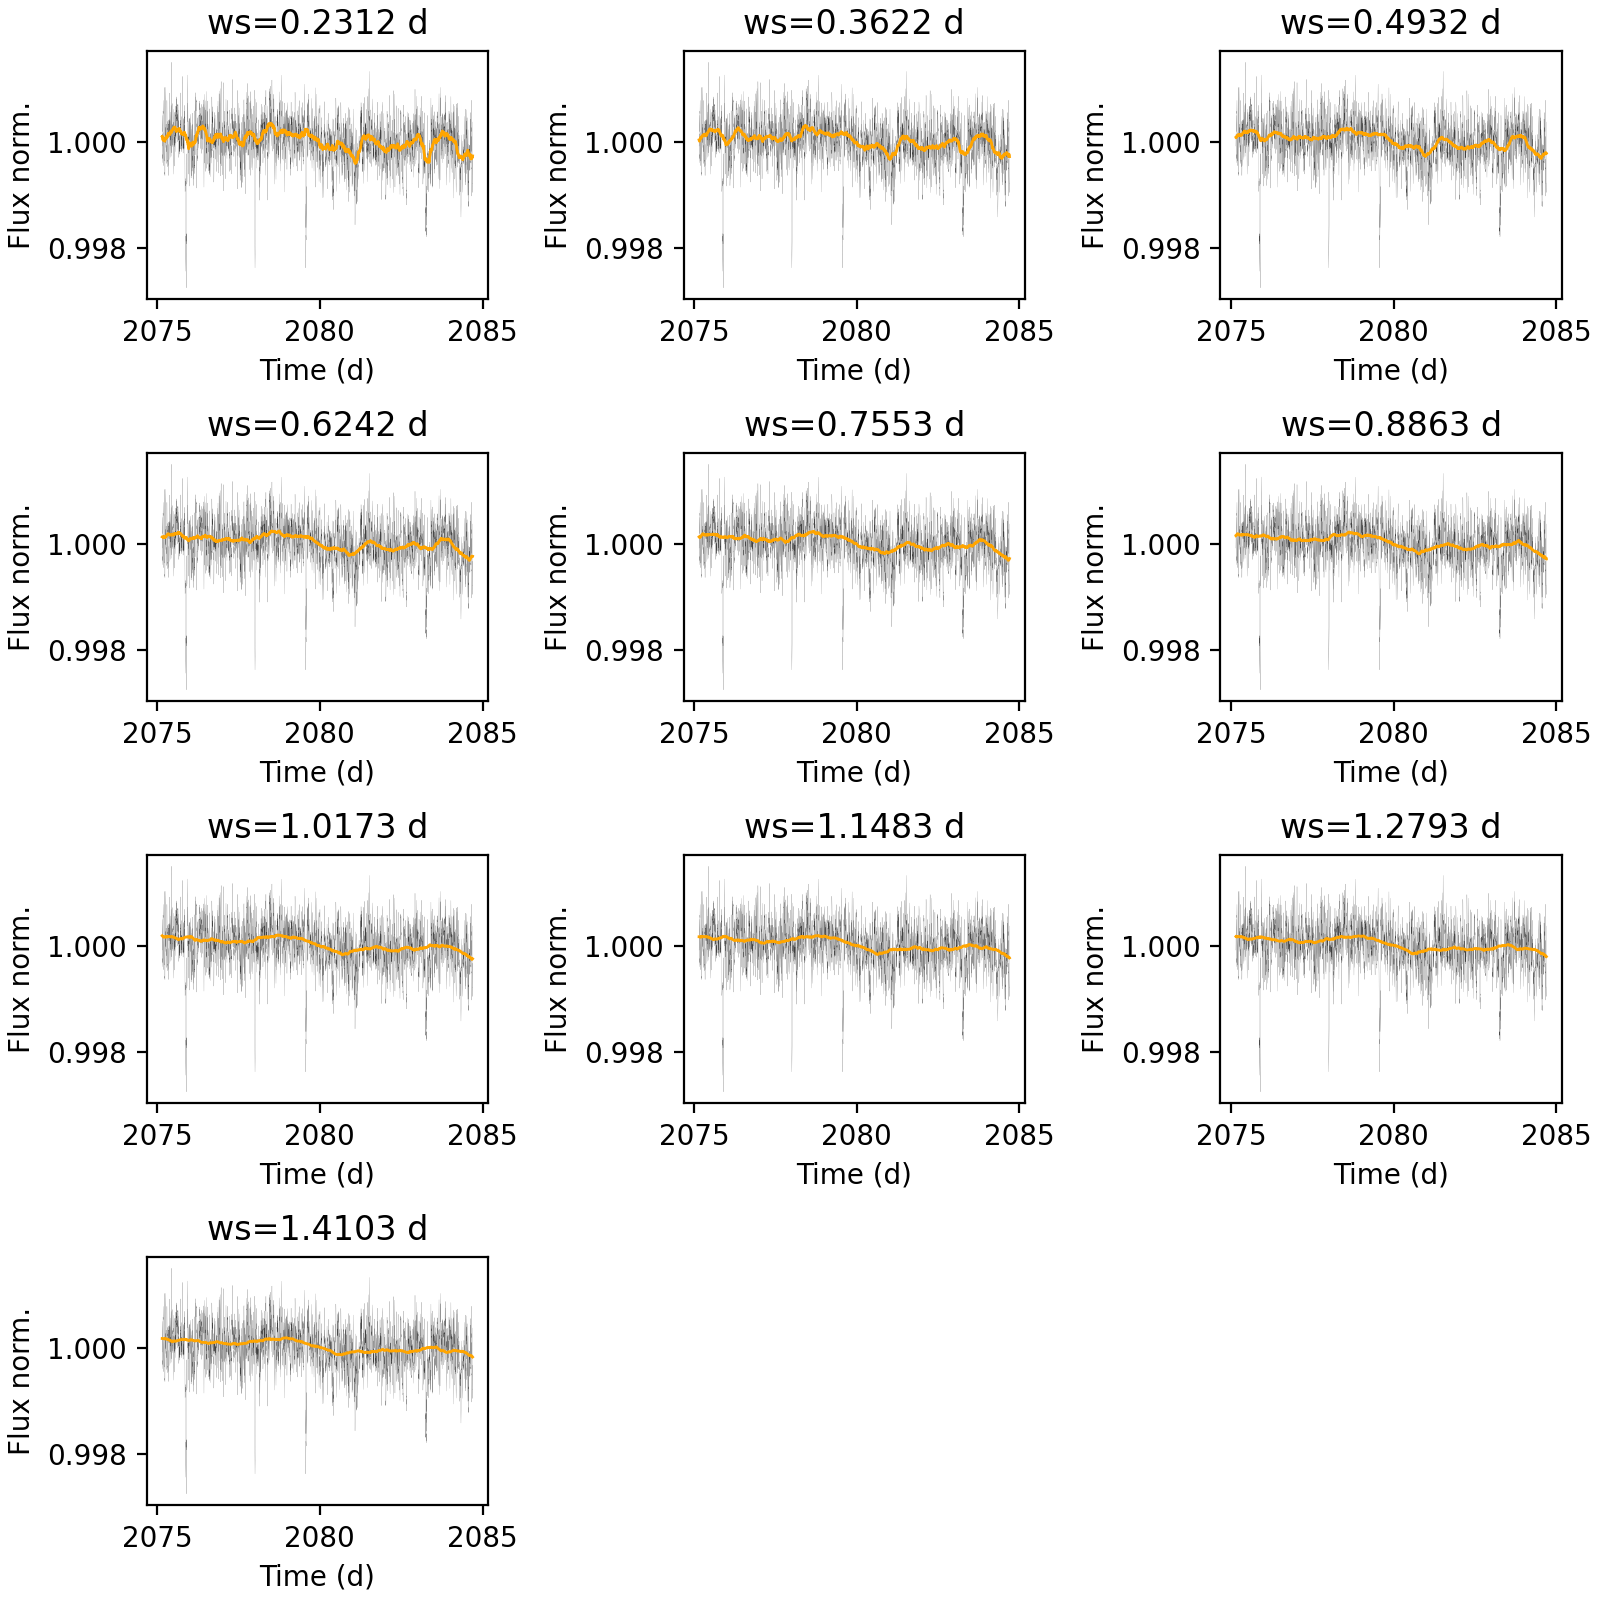 ws=0.2312 d
Flux norm.
1.000
0.998
2075 2080 2085
Time (d)
ws=0.3622 d
Flux norm.
1.000
0.998
2075 2080 2085
Time (d)
ws=0.4932 d
Flux norm.
1.000
0.998
2075 2080 2085
Time (d)
ws=0.6242 d
Flux norm.
1.000
0.998
2075 2080 2085
Time (d)
ws=0.7553 d
Flux norm.
1.000
0.998
2075 2080 2085
Time (d)
ws=0.8863 d
Flux norm.
1.000
0.998
2075 2080 2085
Time (d)
ws=1.0173 d
Flux norm.
1.000
0.998
2075 2080 2085
Time (d)
ws=1.1483 d
Flux norm.
1.000
0.998
2075 2080 2085
Time (d)
ws=1.2793 d
Flux norm.
1.000
0.998
2075 2080 2085
Time (d)
ws=1.4103 d
Flux norm.
1.000
0.998
2075 2080 2085
Time (d)